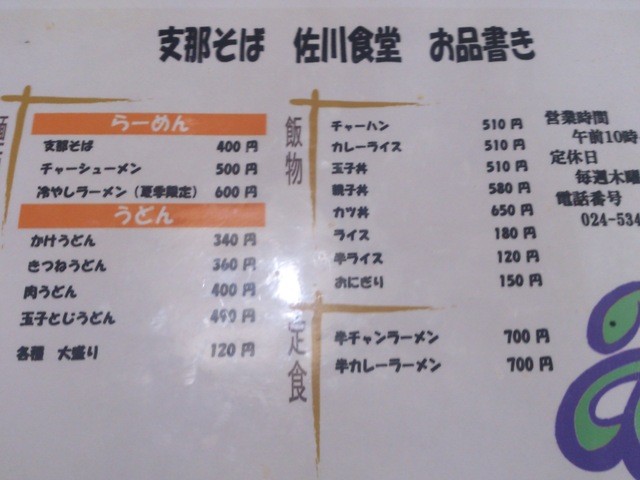 支那そば 佐川食堂 お品書き
らーめん
支那そば 400円
チャーシューメン 500円
冷やしラーメン（夏季限定） 600円
うどん
かけうどん 340円
きつねうどん 360円
肉うどん 400円
玉子とじうどん 490円
各種 大盛り 120円
飯物
チャーハン 510円
カレーライス 510円
玉子丼 510円
親子丼 580円
カツ丼 650円
ライス 180円
半ライス 120円
おにぎり 150円
定食
半チャンラーメン 700円
半カレーラーメン 700円
営業時間
午前10時
定休日
毎週木曜
電話番号
024-534